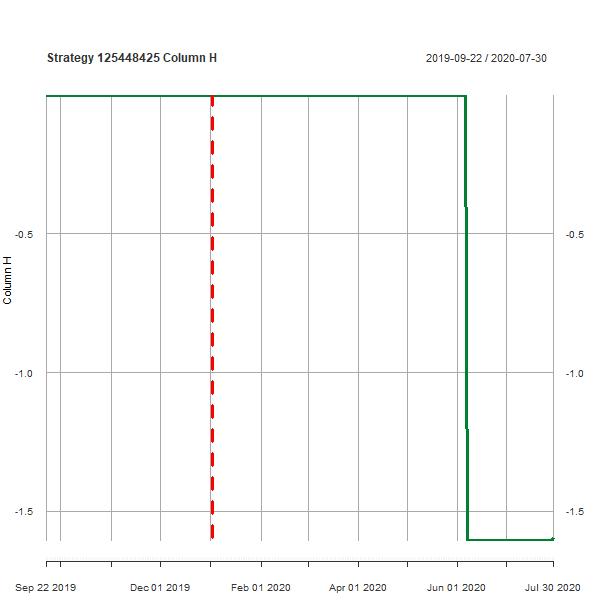 Strategy 125448425 Column H
2019-09-22 / 2020-07-30
-0.5
-0.5
Column H
-1.0
-1.0
-1.5
-1.5
Sep 22 2019
Dec 01 2019
Feb 01 2020
Apr 01 2020
Jun 01 2020
Jul 30 2020